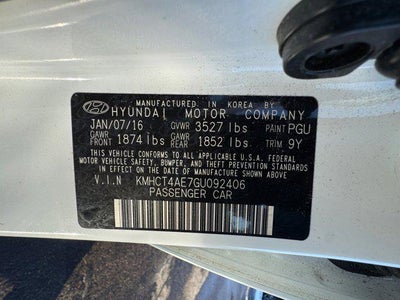 MANUFACTURED IN KOREA BY
HYUNDAI MOTOR COMPANY
JAN/07/16 GVWR 3527 lbs PAINT PGU
GAWR FRONT 1874 lbs GAWR REAR 1852 lbs TRIM 9Y
THIS VEHICLE CONFORMS TO ALL APPLICABLE U.S.A. FEDERAL MOTOR
VEHICLE SAFETY, BUMPER, AND THEFT PREVENTION STANDARDS
IN EFFECT ON THE DATE OF MANUFACTURE SHOWN ABOVE
V.I.N KMHCT4AE7GU092406
PASSENGER CAR